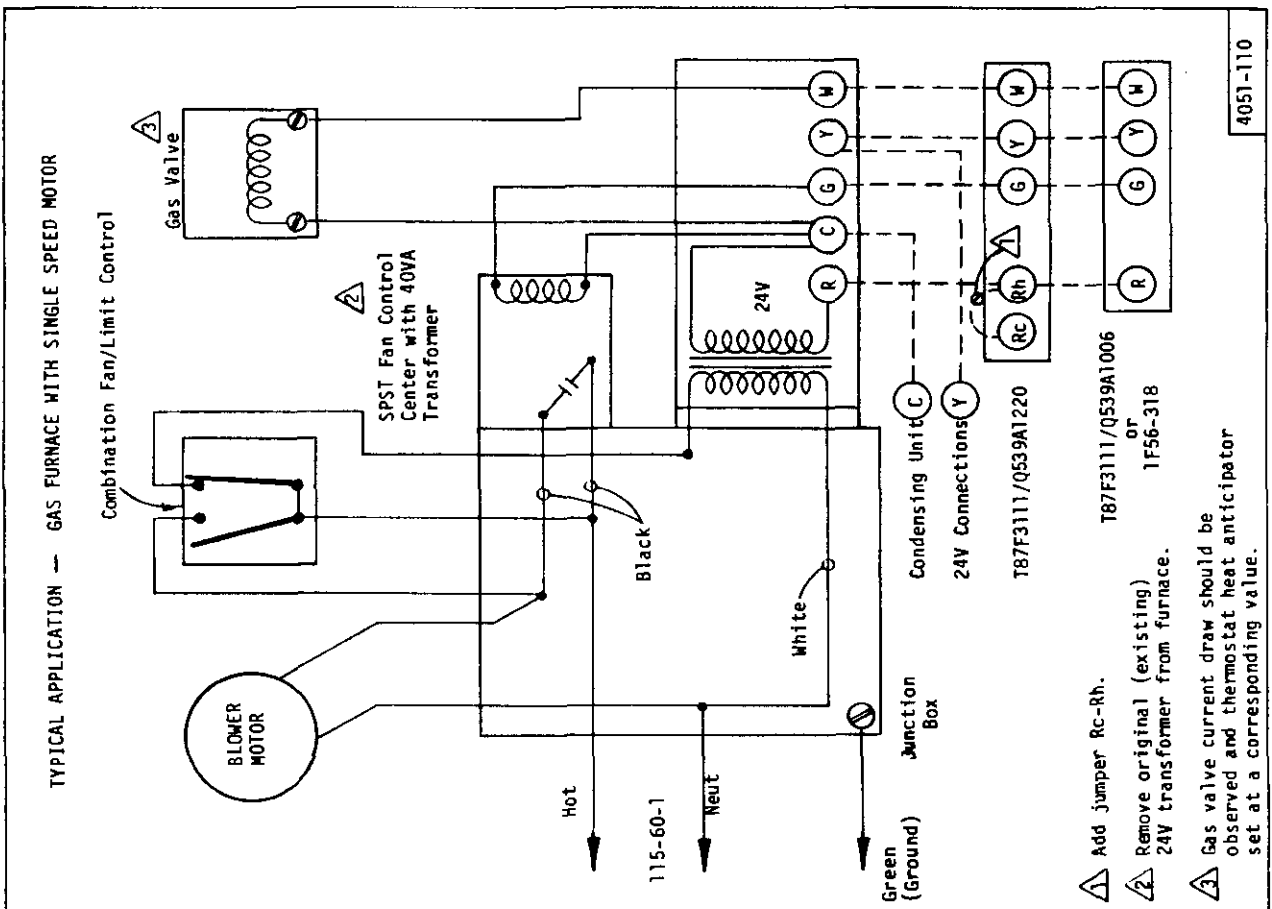 TYPICAL APPLICATION — GAS FURNACE WITH SINGLE SPEED MOTOR
Combination Fan/Limit Control
3
Gas Valve
BLOWER
MOTOR
2
SPST Fan Control
Center with 40VA
Transformer
Hot
115-60-1
Neut
Green
(Ground)
Black
White
Junction
Box
24V
R
C
G
Y
W
Condensing Unit
C
24V Connections
Y
1
Rc
Rh
G
Y
W
T87F3111/Q539A1220
R
G
Y
W
T87F3111/Q539A1006
or
1F56-318
1 Add jumper Rc-Rh.
2 Remove original (existing)
24V transformer from furnace.
3 Gas valve current draw should be
observed and thermostat heat anticipator
set at a corresponding value.
4051-110